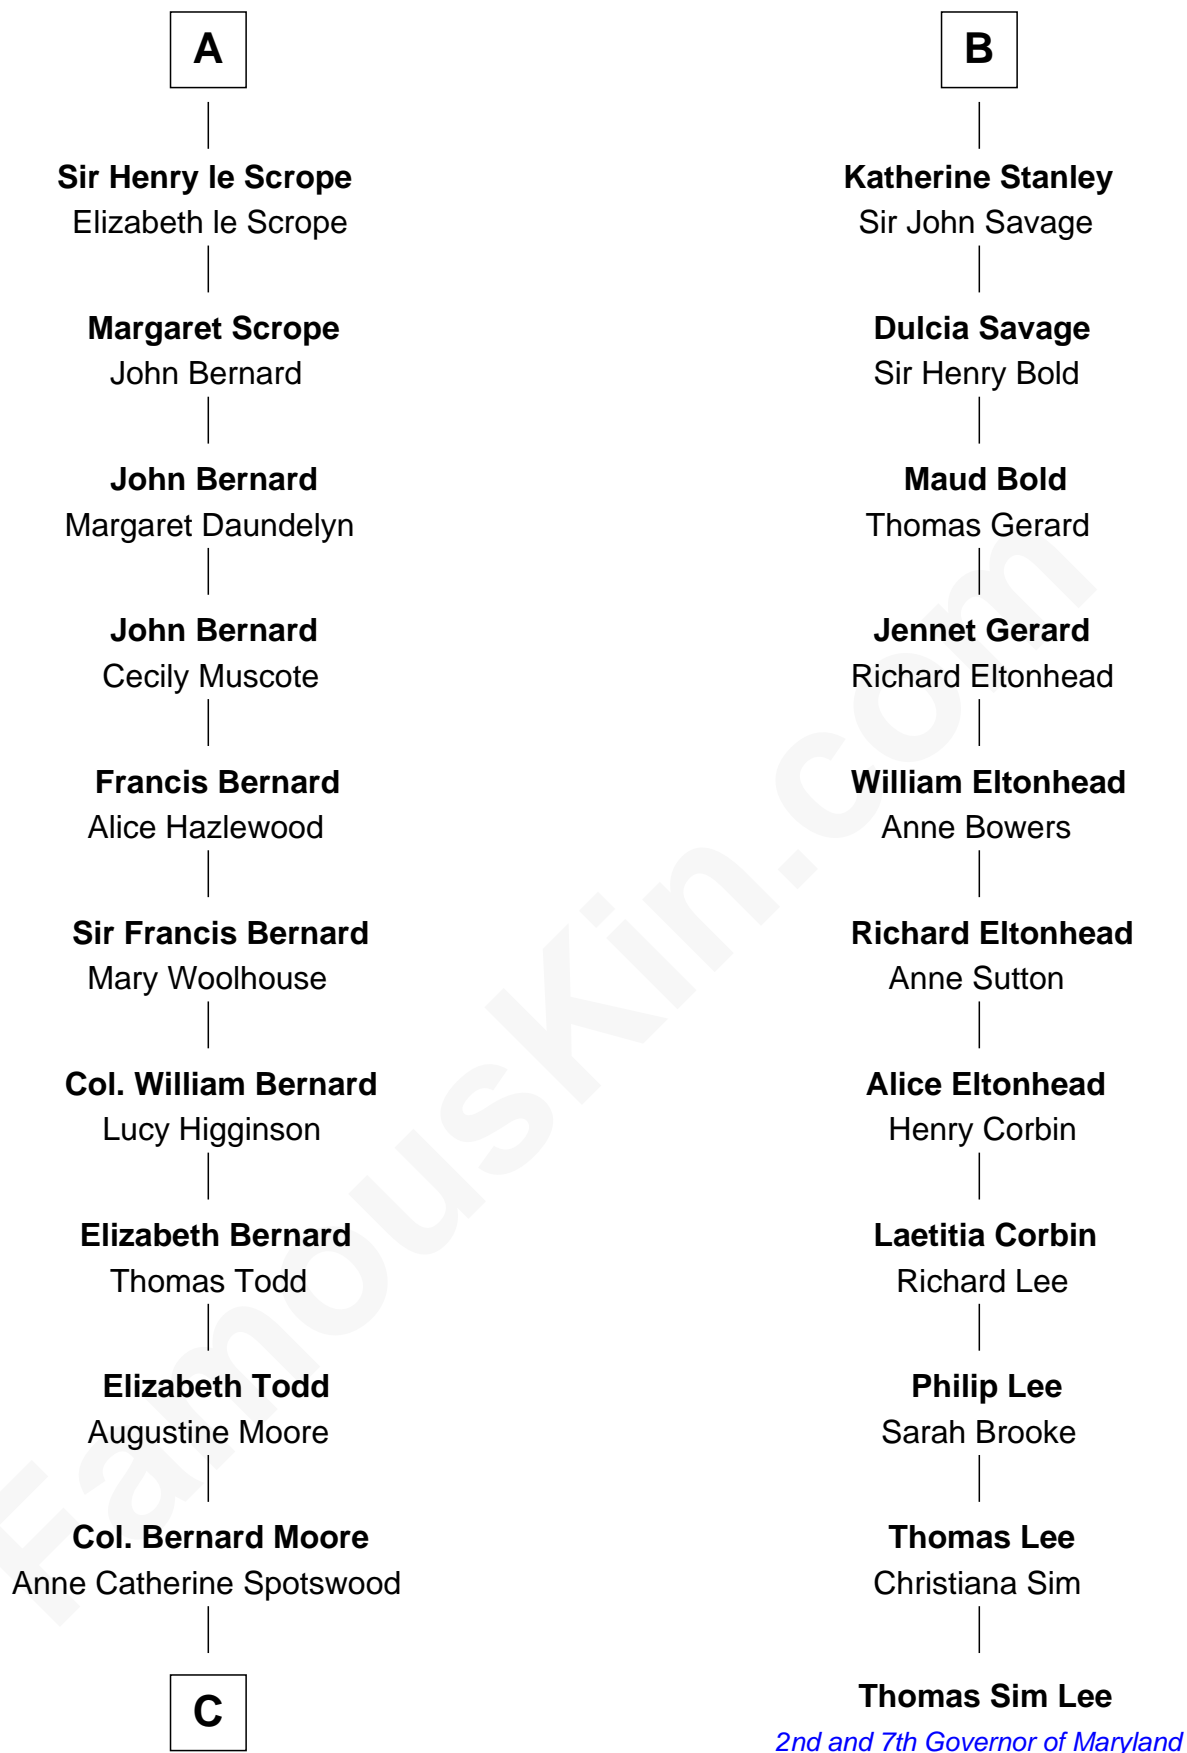 A
Sir Henry le Scrope
Elizabeth le Scrope
Margaret Scrope
John Bernard
John Bernard
Margaret Daundelyn
John Bernard
Cecily Muscote
Francis Bernard
Alice Hazlewood
Sir Francis Bernard
Mary Woolhouse
Col. William Bernard
Lucy Higginson
Elizabeth Bernard
Thomas Todd
Elizabeth Todd
Augustine Moore
Col. Bernard Moore
Anne Catherine Spotswood
C
B
Katherine Stanley
Sir John Savage
Dulcia Savage
Sir Henry Bold
Maud Bold
Thomas Gerard
Jennet Gerard
Richard Eltonhead
William Eltonhead
Anne Bowers
Richard Eltonhead
Anne Sutton
Alice Eltonhead
Henry Corbin
Laetitia Corbin
Richard Lee
Philip Lee
Sarah Brooke
Thomas Lee
Christiana Sim
Thomas Sim Lee
2nd and 7th Governor of Maryland
FamousKin.com